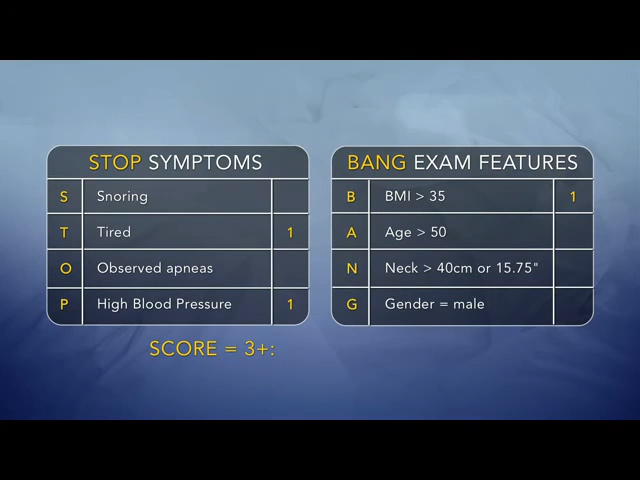 STOP SYMPTOMS
S Snoring
T Tired 1
O Observed apneas
P High Blood Pressure 1
BANG EXAM FEATURES
B BMI > 35 1
A Age > 50
N Neck > 40cm or 15.75"
G Gender = male
SCORE = 3+: